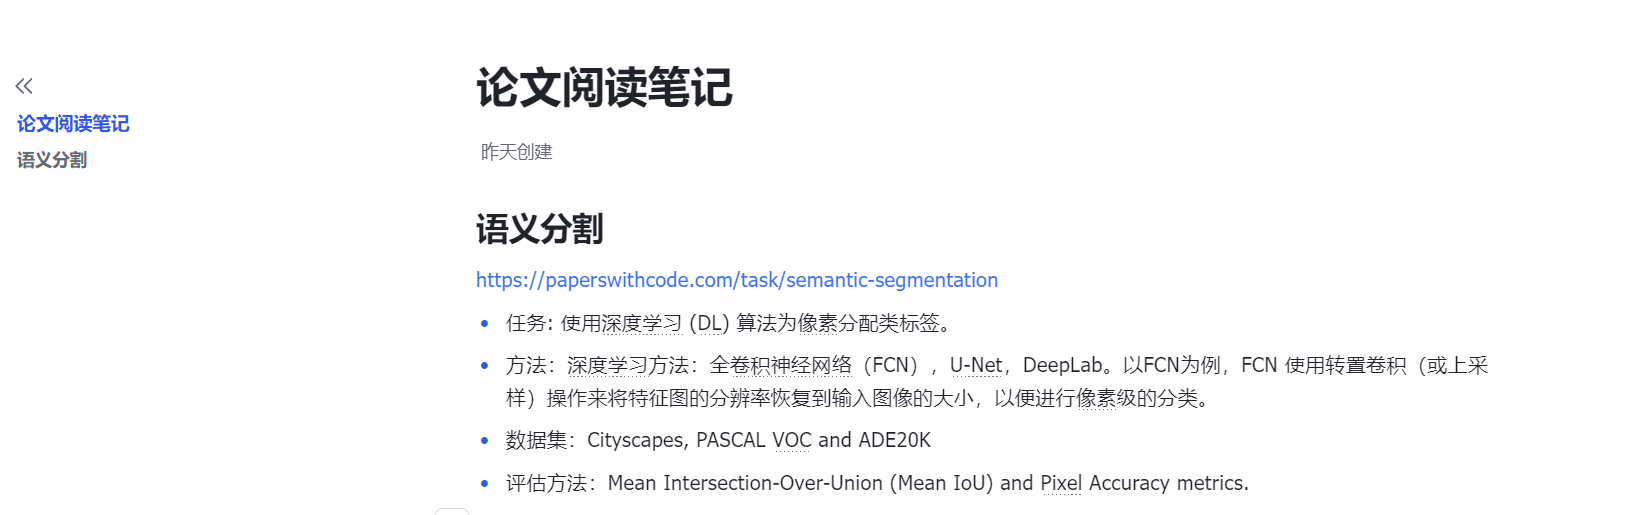 论文阅读笔记
语义分割
论文阅读笔记
昨天创建
语义分割
https://paperswithcode.com/task/semantic-segmentation
任务: 使用深度学习 (DL) 算法为像素分配类标签。
方法：深度学习方法：全卷积神经网络（FCN），U-Net，DeepLab。以FCN为例，FCN 使用转置卷积（或上采
样）操作来将特征图的分辨率恢复到输入图像的大小，以便进行像素级的分类。
数据集：Cityscapes, PASCAL VOC and ADE20K
评估方法：Mean Intersection-Over-Union (Mean IoU) and Pixel Accuracy metrics.